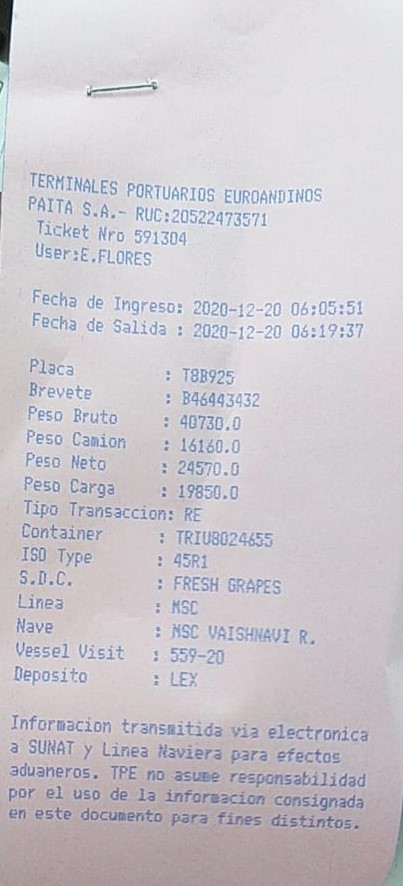 TERMINALES PORTUARIOS EUROANDINOS
PAITA S.A.- RUC:20522473571
Ticket Nro 591304
User:E.FLORES
Fecha de Ingreso: 2020-12-20 06:05:51
Fecha de Salida : 2020-12-20 06:19:37
Placa : T8B925
Brevete : B46443432
Peso Bruto : 40730.0
Peso Camion : 16160.0
Peso Neto : 24570.0
Peso Carga : 19850.0
Tipo Transaccion: RE
Container : TRIU8024655
ISO Type : 45R1
S.D.C. : FRESH GRAPES
Linea : MSC
Nave : MSC VAISHNAVI R.
Vessel Visit : 559-20
Deposito : LEX
Informacion transmitida via electronica
a SUNAT y Linea Naviera para efectos
aduaneros. TPE no asume responsabilidad
por el uso de la informacion consignada
en este documento para fines distintos.